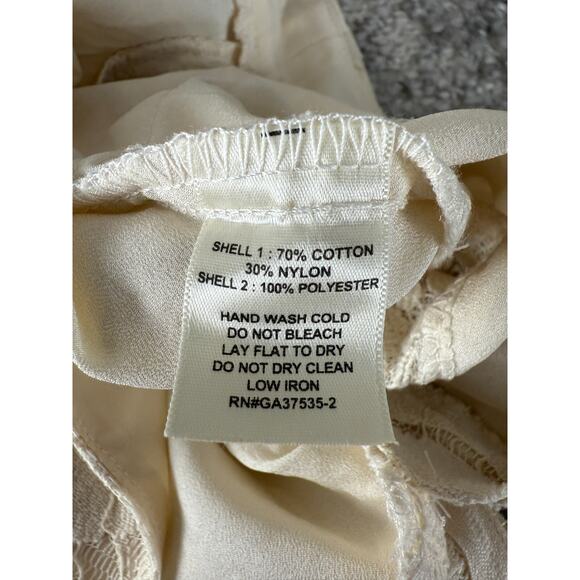 SHELL 1 : 70% COTTON
30% NYLON
SHELL 2 : 100% POLYESTER
HAND WASH COLD
DO NOT BLEACH
LAY FLAT TO DRY
DO NOT DRY CLEAN
LOW IRON
RN#GA37535-2